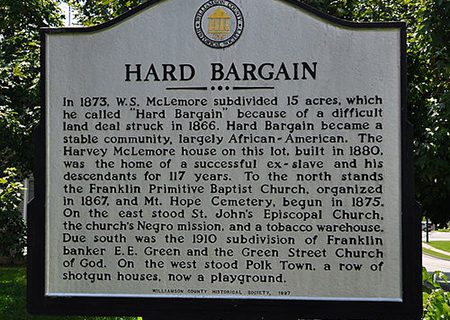 HARD BARGAIN
In 1873, W.S. McLemore subdivided 15 acres, which
he called "Hard Bargain" because of a difficult
land deal struck in 1866. Hard Bargain became a
stable community, largely African-American. The
Harvey McLemore house on this lot, built in 1880,
was the home of a successful ex-slave and his
descendants for 117 years. To the north stands
the Franklin Primitive Baptist Church, organized
in 1867, and Mt. Hope Cemetery, begun in 1875.
On the east stood St. John's Episcopal Church,
the church's Negro mission, and a tobacco warehouse.
Due south was the 1910 subdivision of Franklin
banker E.E. Green and the Green Street Church
of God. On the west stood Polk Town, a row of
shotgun houses, now a playground.
WILLIAMSON COUNTY HISTORICAL SOCIETY, 1997